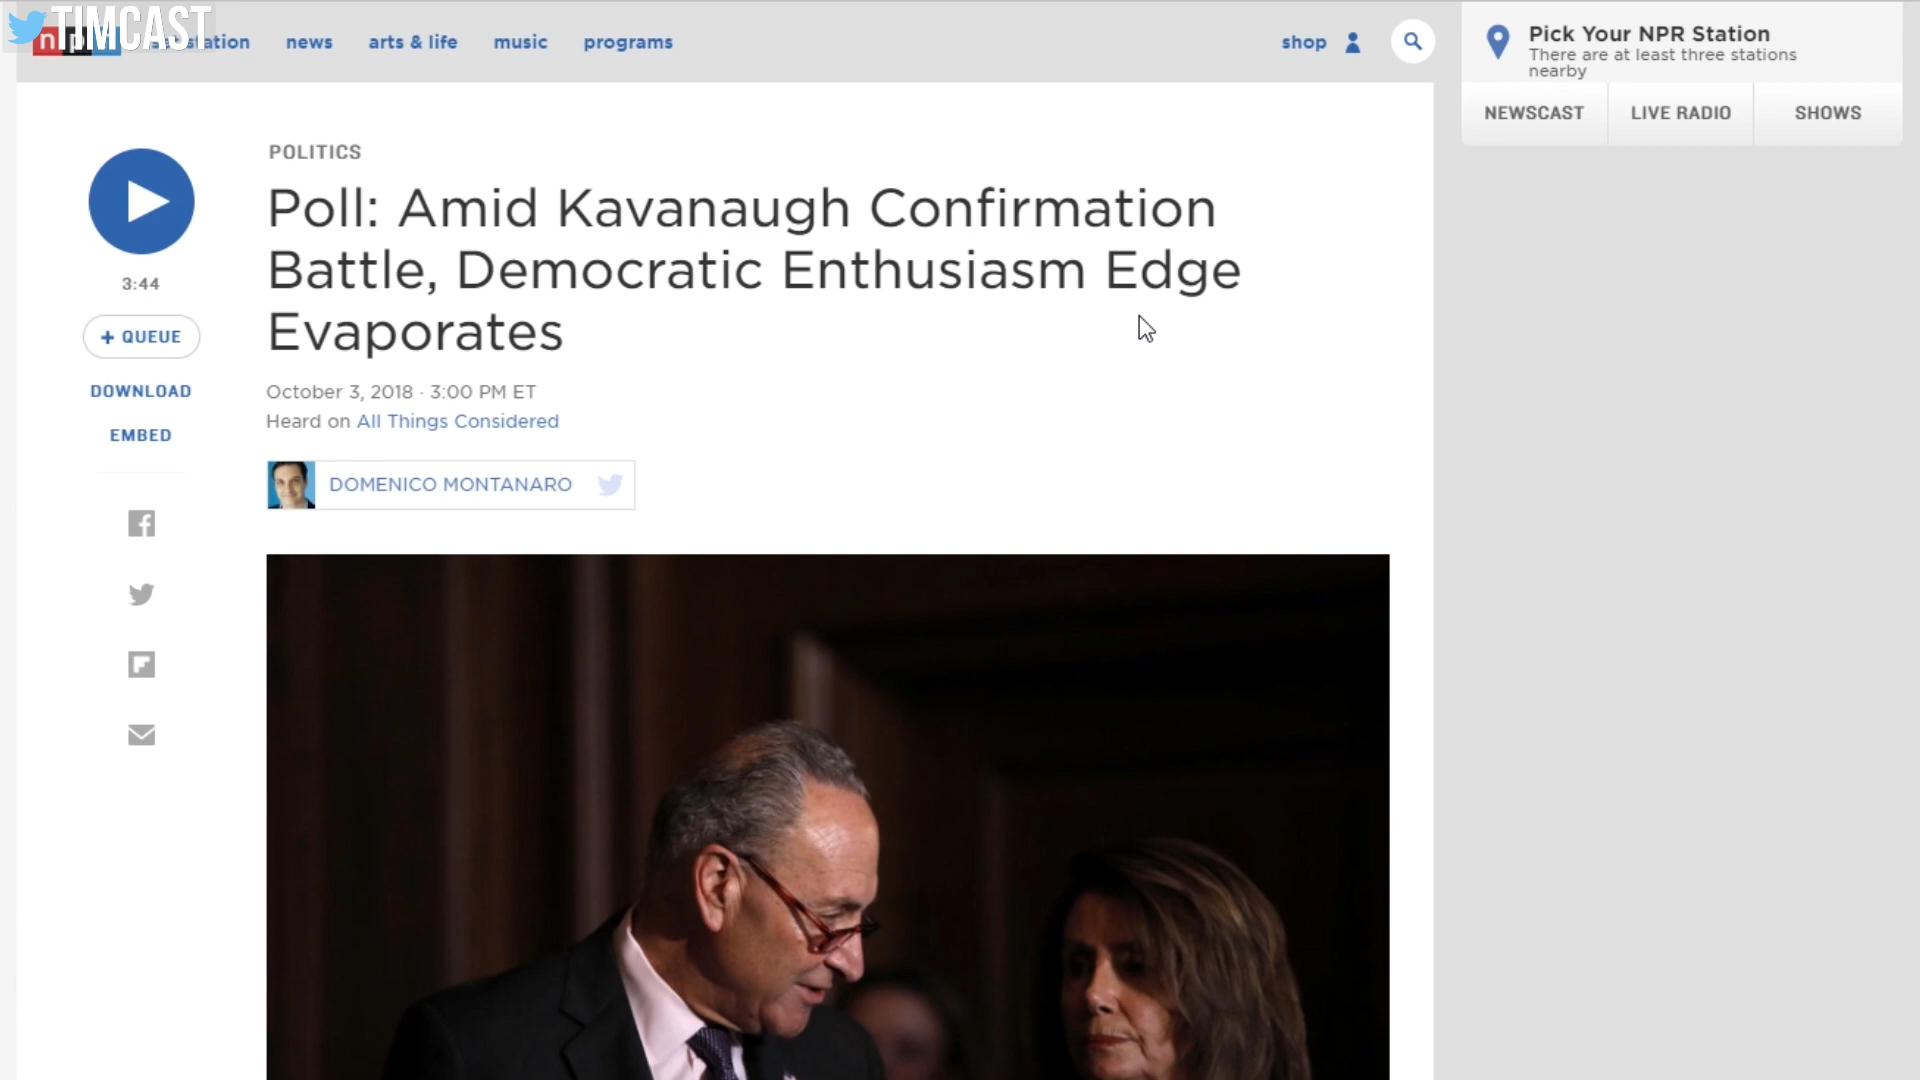 TIMCAST
n
station
news
arts & life
music
programs
shop
Pick Your NPR Station
There are at least three stations
nearby
NEWSCAST
LIVE RADIO
SHOWS
POLITICS
Poll: Amid Kavanaugh Confirmation
Battle, Democratic Enthusiasm Edge
Evaporates
3:44
+ QUEUE
DOWNLOAD
EMBED
October 3, 2018 · 3:00 PM ET
Heard on All Things Considered
DOMENICO MONTANARO